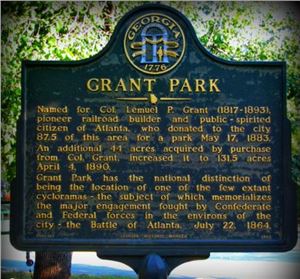 GEORGIA
1776
GRANT PARK
Named for Col. Lemuel P. Grant (1817-1893),
pioneer railroad builder and public-spirited
citizen of Atlanta, who donated to the city
87.5 of this area for a park May 17, 1883.
An additional 44 acres acquired by purchase
from Col. Grant, increased it to 131.5 acres
April 4, 1890.
Grant Park has the national distinction of
being the location of one of the few extant
cycloramas - the subject of which memorializes
the major engagement fought by Confederate
and Federal forces in the environs of the
city - the Battle of Atlanta, July 22, 1864.
GEORGIA HISTORIC MARKER